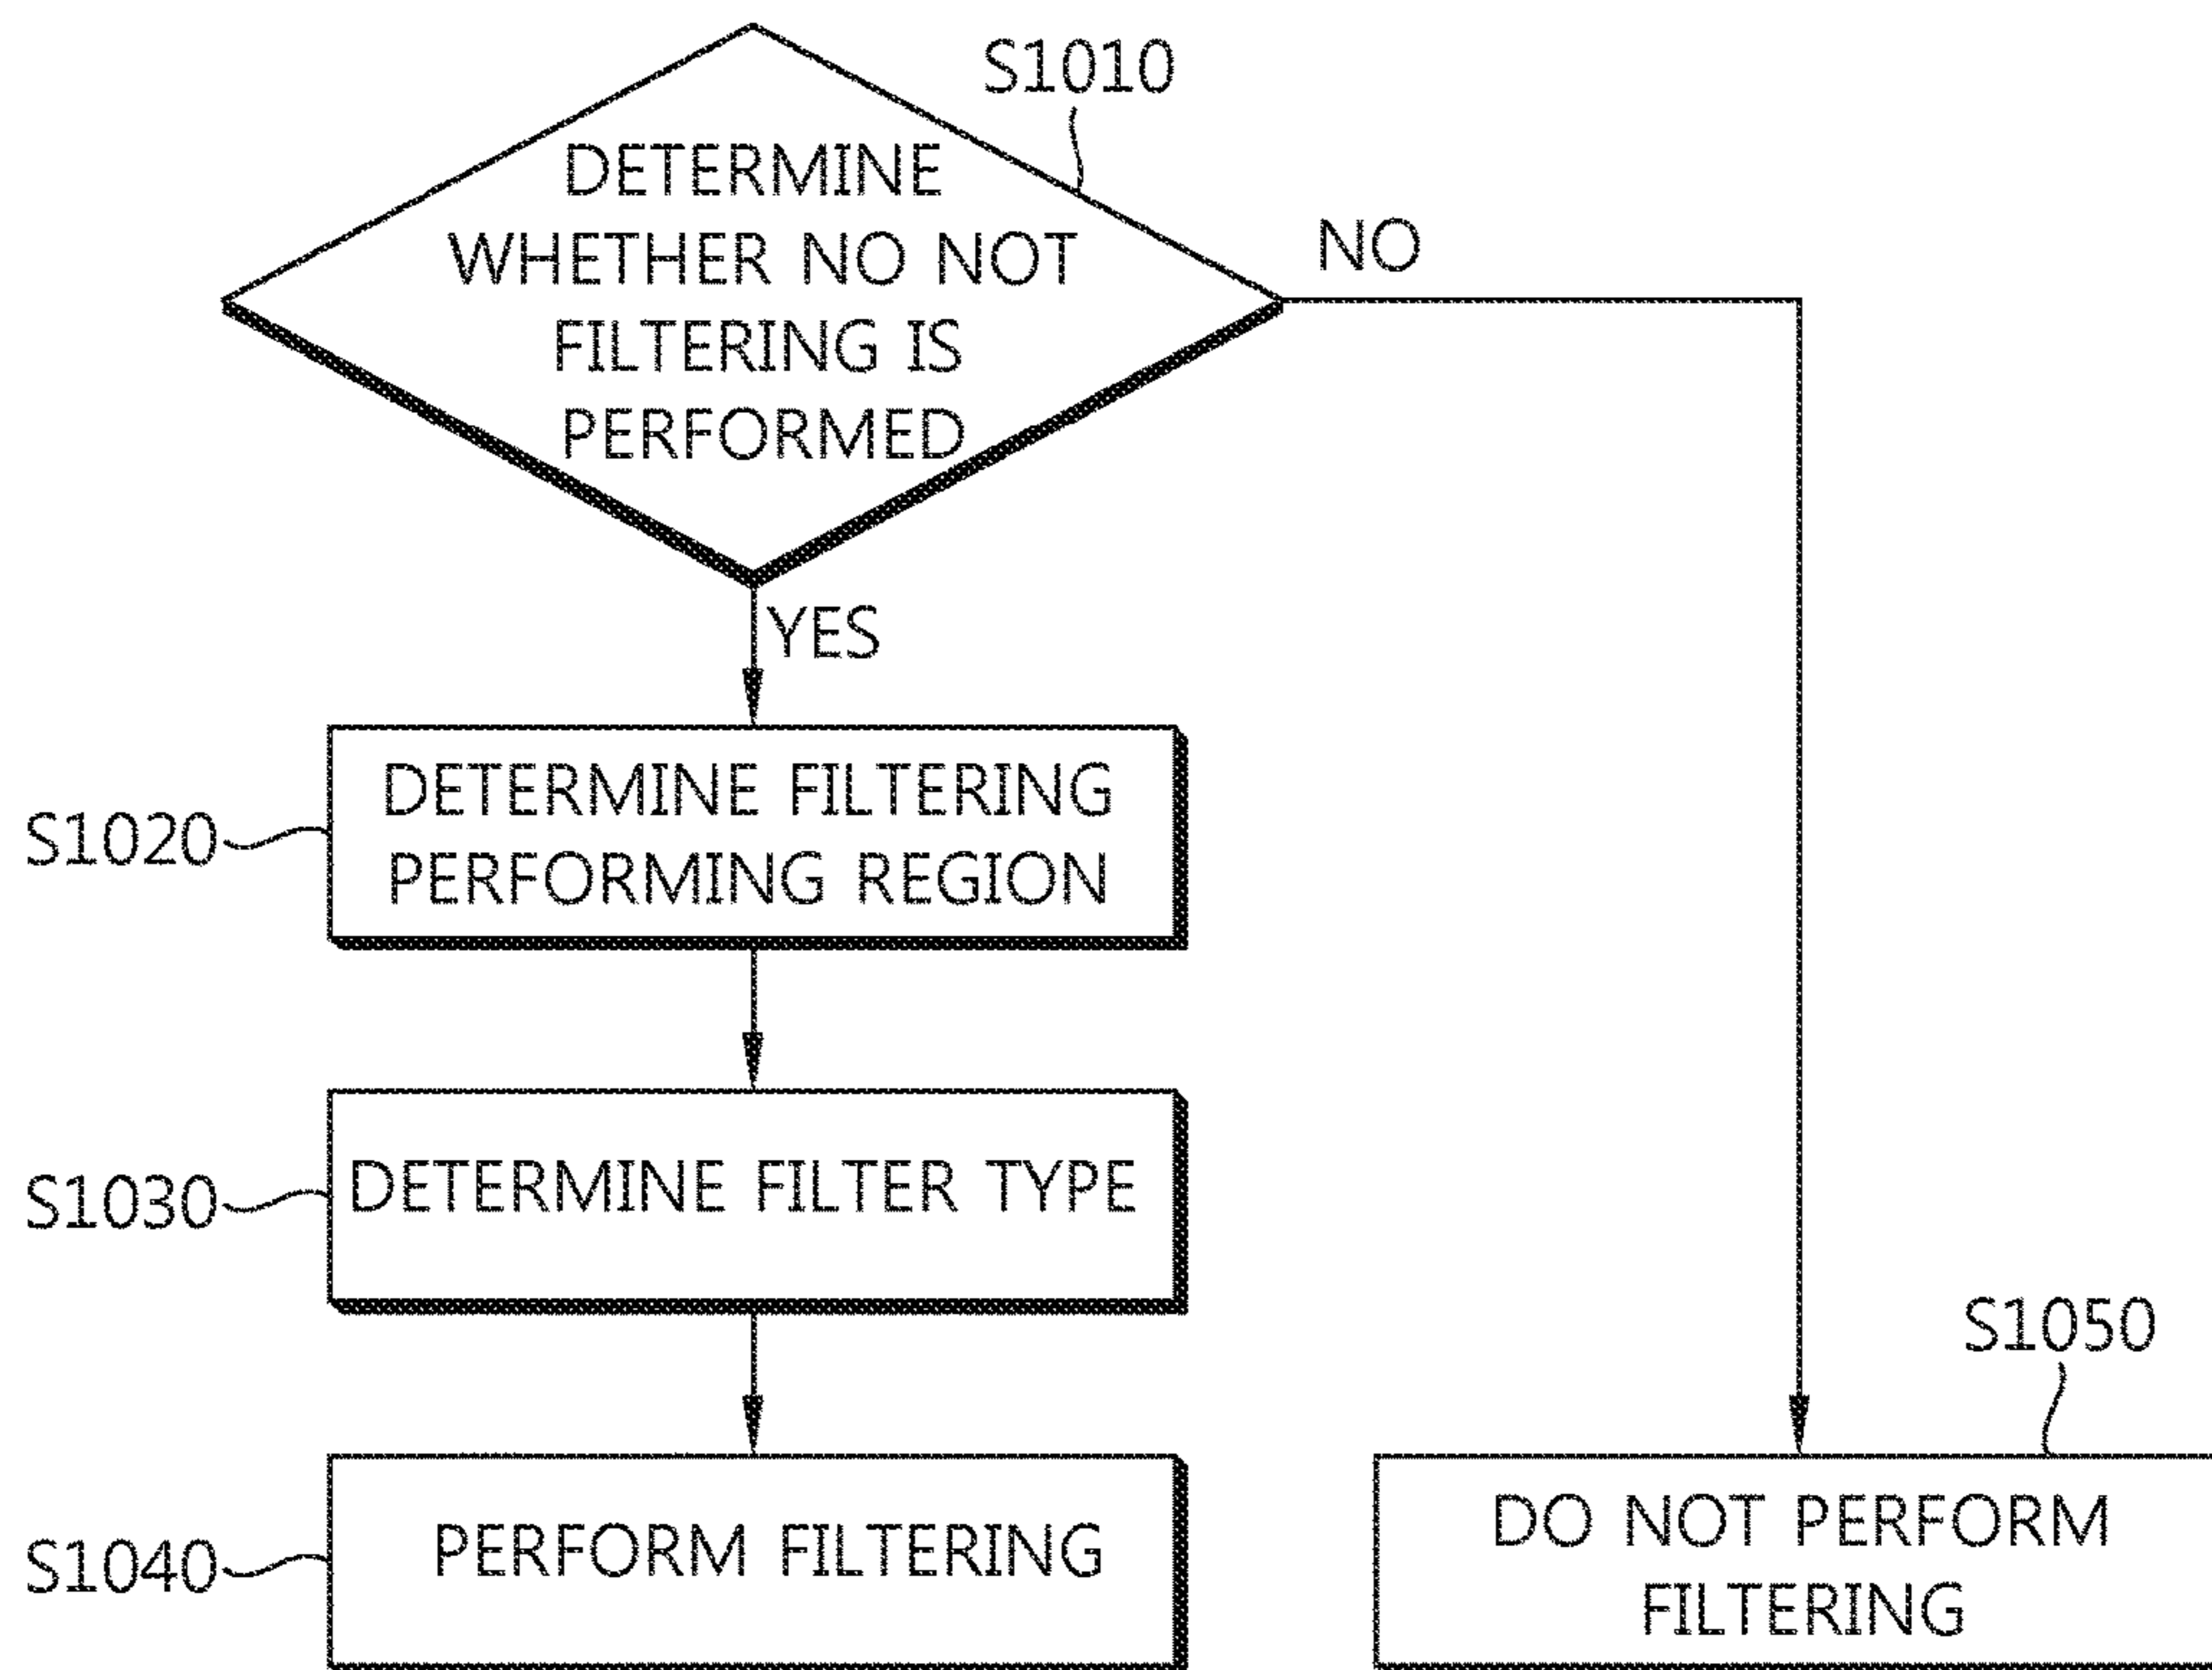 S1010
DETERMINE
WHETHER NO NOT
FILTERING IS
PERFORMED
NO
YES
S1020
DETERMINE FILTERING
PERFORMING REGION
S1030
DETERMINE FILTER TYPE
S1040
PERFORM FILTERING
S1050
DO NOT PERFORM
FILTERING